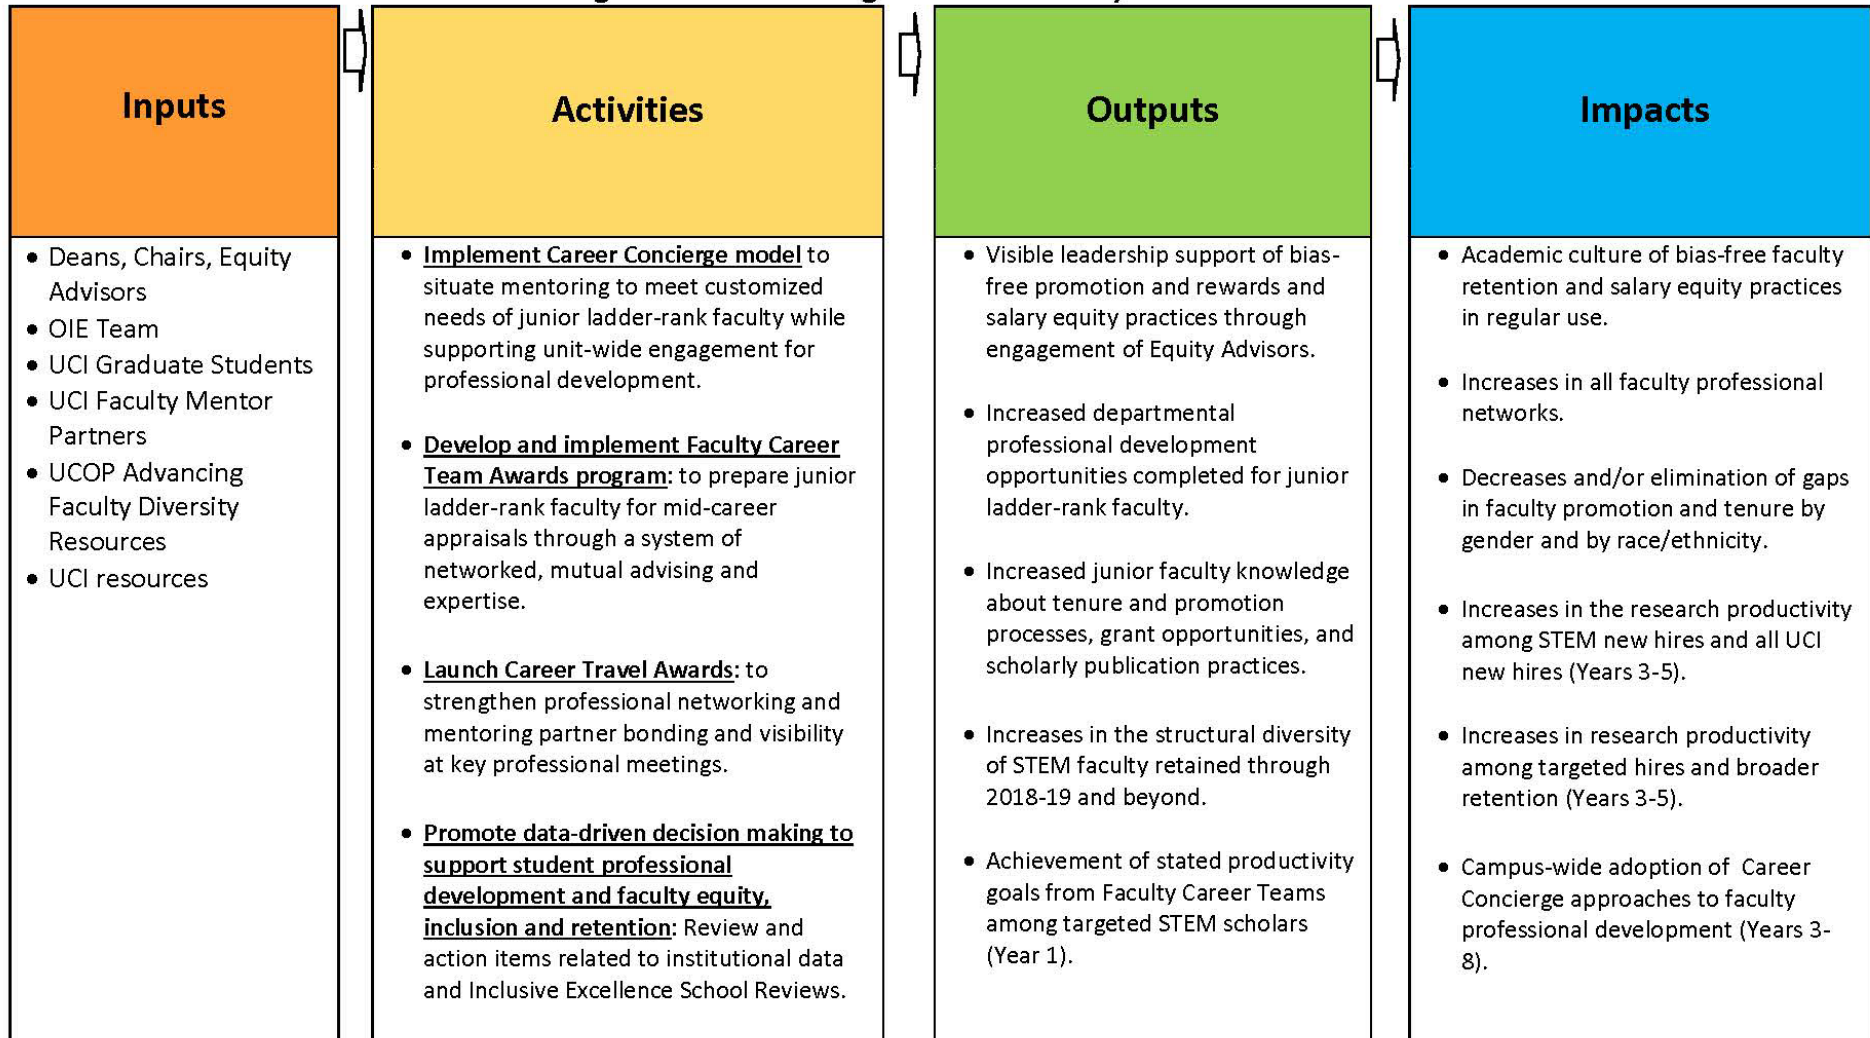 Inputs
Activities
Outputs
Impacts
• Deans, Chairs, Equity
Advisors
• OIE Team
• UCI Graduate Students
• UCI Faculty Mentor
Partners
• UCOP Advancing
Faculty Diversity
Resources
• UCI resources
• Implement Career Concierge model to
situate mentoring to meet customized
needs of junior ladder-rank faculty while
supporting unit-wide engagement for
professional development.
• Develop and implement Faculty Career
Team Awards program: to prepare junior
ladder-rank faculty for mid-career
appraisals through a system of
networked, mutual advising and
expertise.
• Launch Career Travel Awards: to
strengthen professional networking and
mentoring partner bonding and visibility
at key professional meetings.
• Promote data-driven decision making to
support student professional
development and faculty equity,
inclusion and retention: Review and
action items related to institutional data
and Inclusive Excellence School Reviews.
• Visible leadership support of bias-
free promotion and rewards and
salary equity practices through
engagement of Equity Advisors.
• Increased departmental
professional development
opportunities completed for junior
ladder-rank faculty.
• Increased junior faculty knowledge
about tenure and promotion
processes, grant opportunities, and
scholarly publication practices.
• Increases in the structural diversity
of STEM faculty retained through
2018-19 and beyond.
• Achievement of stated productivity
goals from Faculty Career Teams
among targeted STEM scholars
(Year 1).
• Academic culture of bias-free faculty
retention and salary equity practices
in regular use.
• Increases in all faculty professional
networks.
• Decreases and/or elimination of gaps
in faculty promotion and tenure by
gender and by race/ethnicity.
• Increases in the research productivity
among STEM new hires and all UCI
new hires (Years 3-5).
• Increases in research productivity
among targeted hires and broader
retention (Years 3-5).
• Campus-wide adoption of  Career
Concierge approaches to faculty
professional development (Years 3-
8).